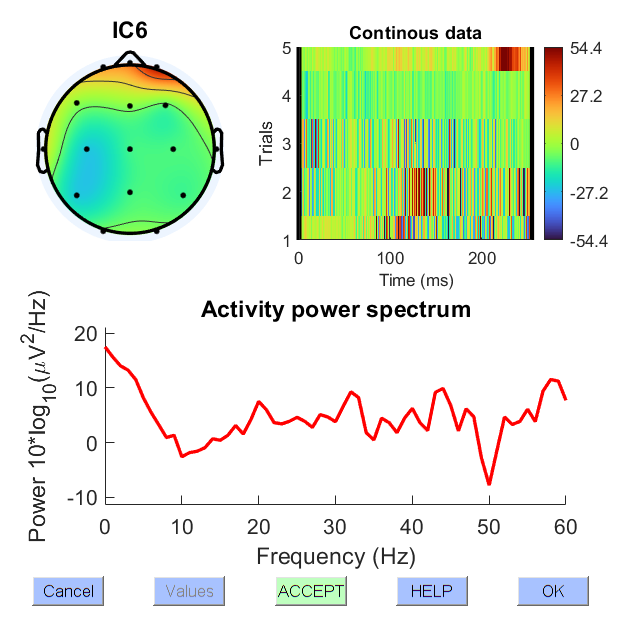 IC6
Continous data
Trials
5
4
3
2
1
0
100
200
Time (ms)
54.4
27.2
0
-27.2
-54.4
Activity power spectrum
Power 10*log10(μV2/Hz)
20
10
0
-10
0
10
20
30
40
50
60
Frequency (Hz)
Cancel
Values
ACCEPT
HELP
OK